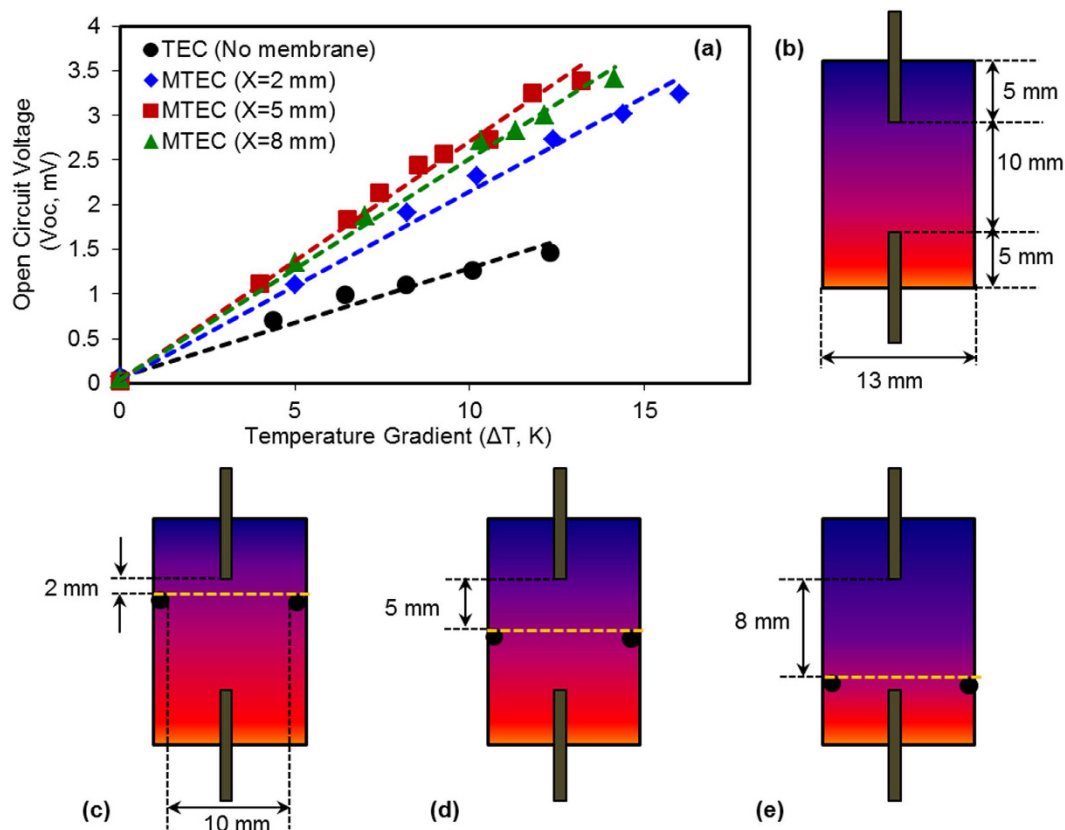 4
3.5
3
2.5
2
1.5
1
0.5
0
Open Circuit Voltage
(Voc, mV)
TEC (No membrane)
MTEC (X=2 mm)
MTEC (X=5 mm)
MTEC (X=8 mm)
(a)
0 5 10 15
Temperature Gradient (ΔT, K)
(b)
5 mm
10 mm
5 mm
13 mm
2 mm
10 mm
(c)
5 mm
(d)
8 mm
(e)